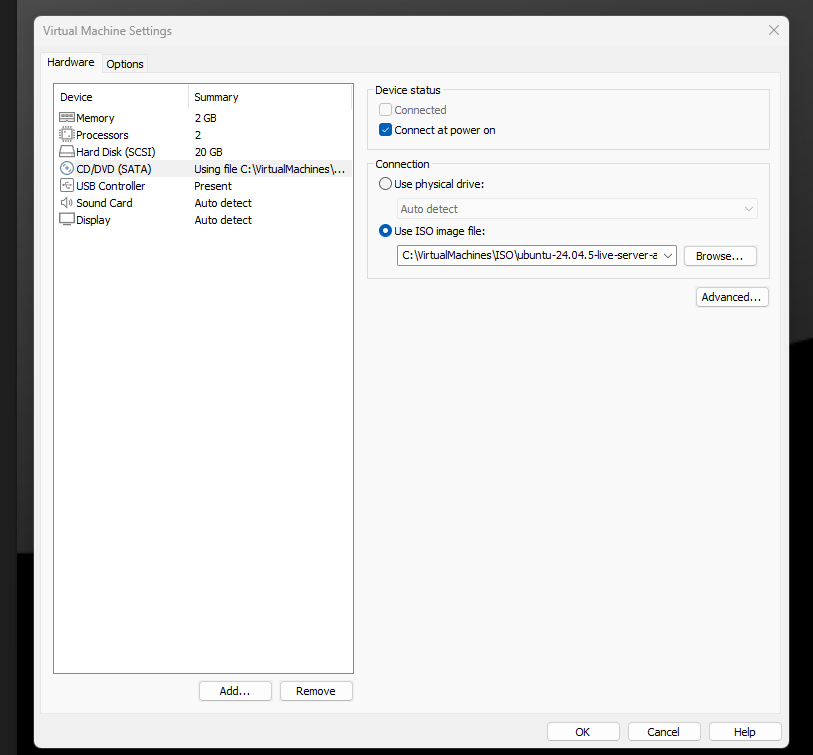 Virtual Machine Settings
Hardware Options
Device Summary
Memory 2 GB
Processors 2
Hard Disk (SCSI) 20 GB
CD/DVD (SATA) Using file C:\VirtualMachines\...
USB Controller Present
Sound Card Auto detect
Display Auto detect
Add... Remove
Device status
Connected
Connect at power on
Connection
Use physical drive:
Auto detect
Use ISO image file:
C:\VirtualMachines\ISO\ubuntu-24.04.5-live-server-a Browse...
Advanced...
OK Cancel Help